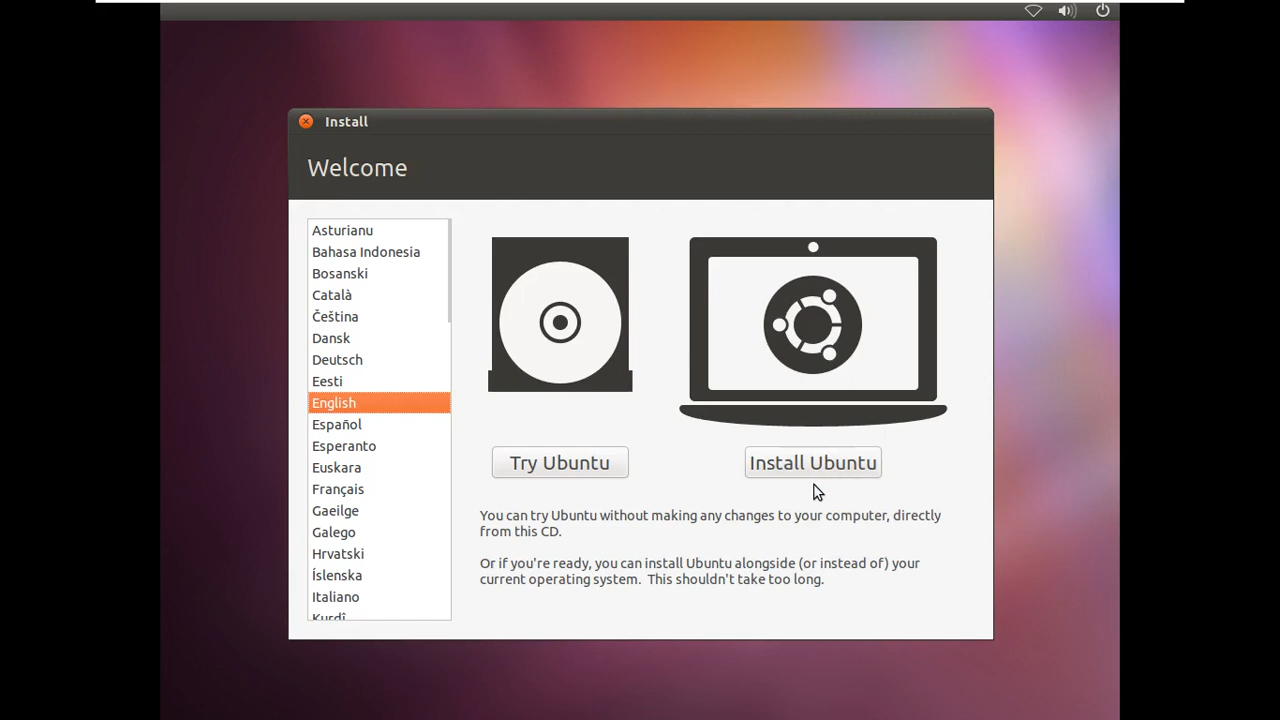 Install
Welcome
Asturianu
Bahasa Indonesia
Bosanski
Català
Čeština
Dansk
Deutsch
Eesti
English
Español
Esperanto
Euskara
Français
Gaeilge
Galego
Hrvatski
Íslenska
Italiano
Kurdî
Try Ubuntu
Install Ubuntu
You can try Ubuntu without making any changes to your computer, directly
from this CD.
Or if you're ready, you can install Ubuntu alongside (or instead of) your
current operating system.  This shouldn't take too long.